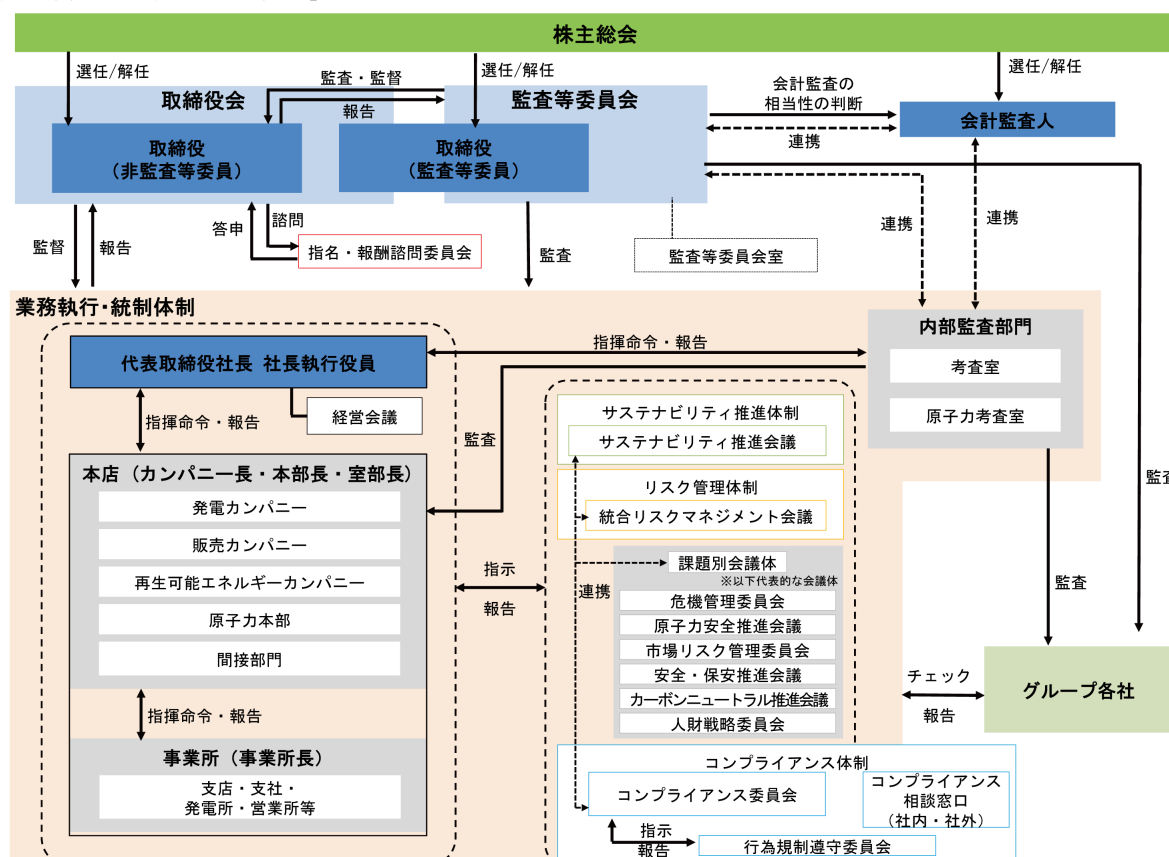 株主総会
選任/解任
選任/解任
選任/解任
取締役会
監査・監督
報告
監査等委員会
会計監査の
相当性の判断
連携
会計監査人
取締役
(非監査等委員)
取締役
(監査等委員)
監督
報告
答申
諮問
指名・報酬諮問委員会
監査
監査等委員会室
連携
連携
業務執行・統制体制
代表取締役社長 社長執行役員
経営会議
指揮命令・報告
指揮命令・報告
監査
内部監査部門
考査室
原子力考査室
本店（カンパニー長・本部長・室部長）
発電カンパニー
販売カンパニー
再生可能エネルギーカンパニー
原子力本部
間接部門
指揮命令・報告
事業所（事業所長）
支店・支社・
発電所・営業所等
指示
報告
サステナビリティ推進体制
サステナビリティ推進会議
リスク管理体制
統合リスクマネジメント会議
連携
課題別会議体
※以下代表的な会議体
危機管理委員会
原子力安全推進会議
市場リスク管理委員会
安全・保安推進会議
カーボンニュートラル推進会議
人財戦略委員会
コンプライアンス体制
コンプライアンス委員会
コンプライアンス
相談窓口
（社内・社外）
指示
報告
行為規制遵守委員会
監査
監査
チェック
報告
グループ各社